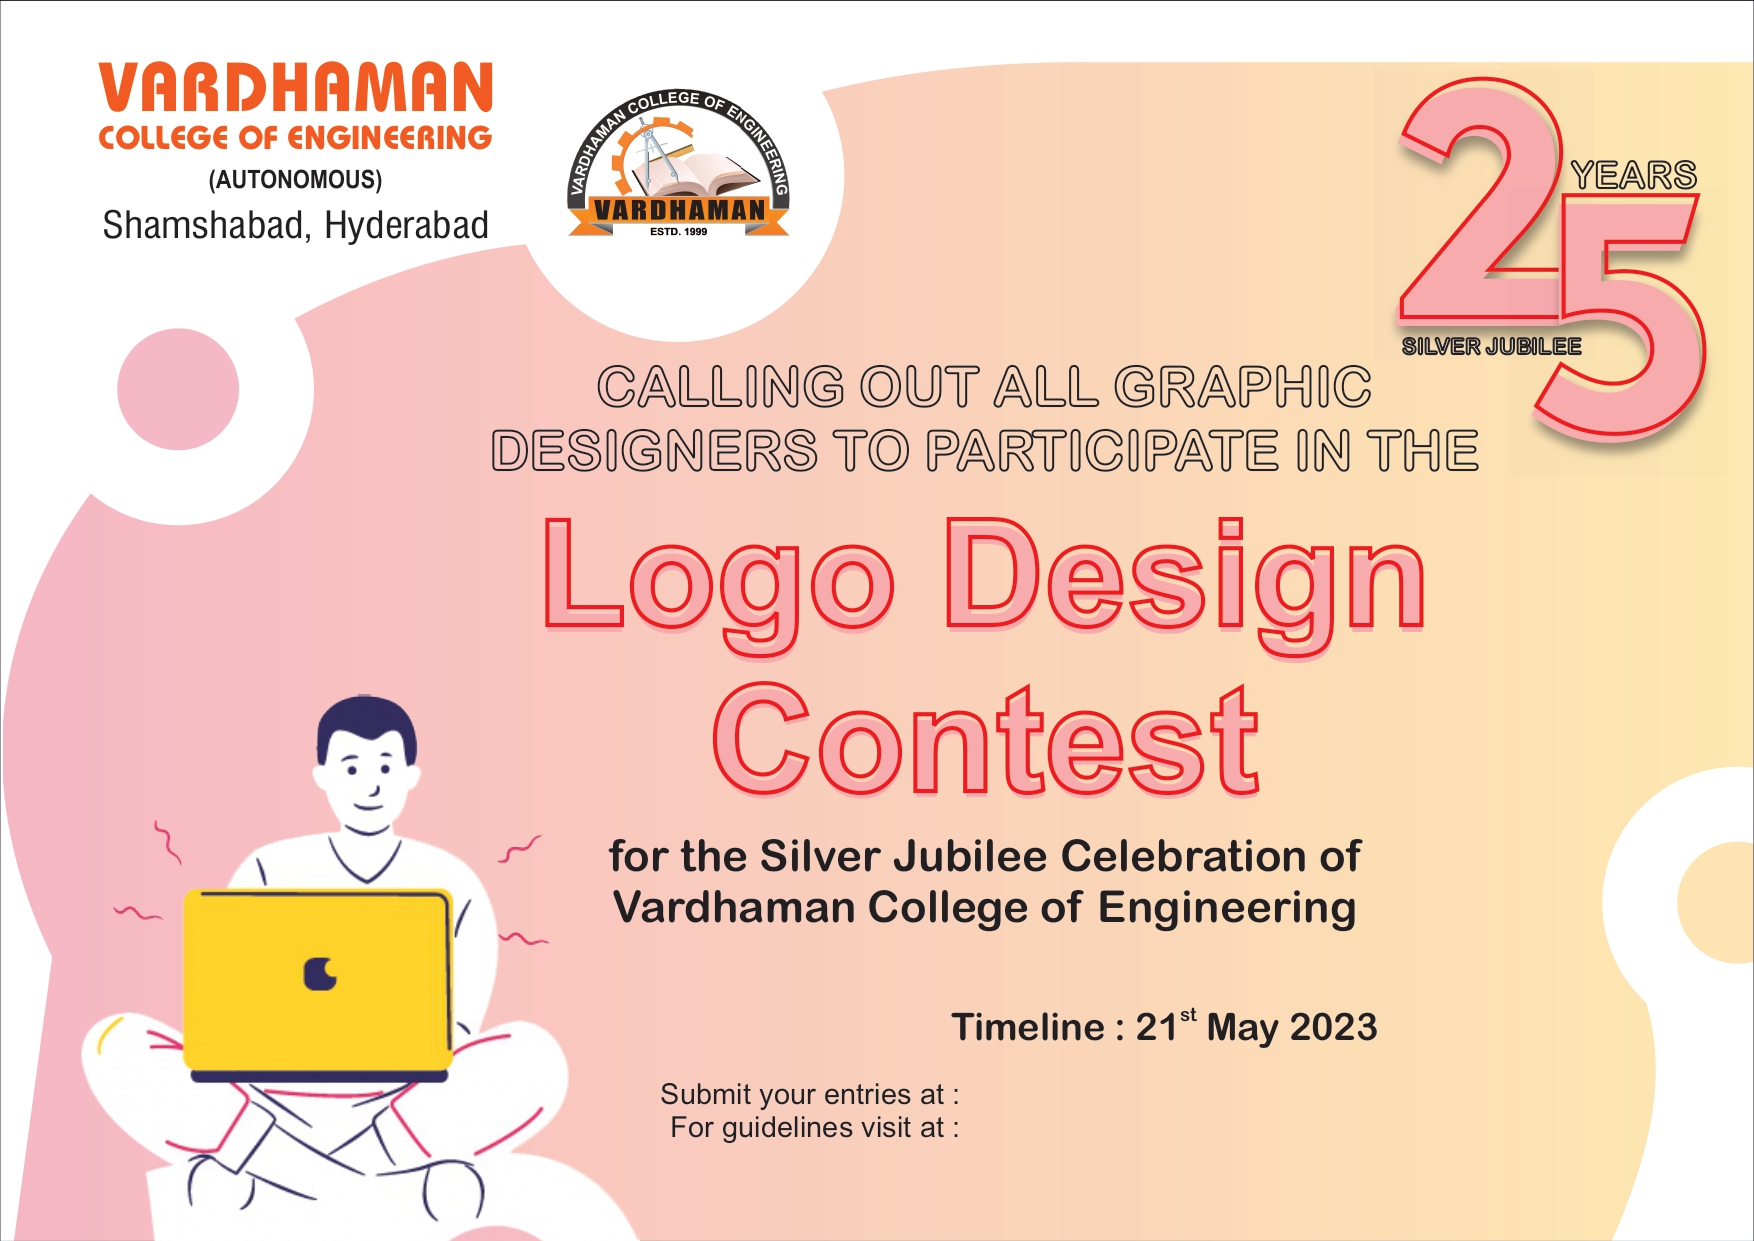 VARDHAMAN
COLLEGE OF ENGINEERING
(AUTONOMOUS)
Shamshabad, Hyderabad
VARDHAMAN COLLEGE OF ENGINEERING
VARDHAMAN
ESTD. 1999
25
YEARS
SILVER JUBILEE
CALLING OUT ALL GRAPHIC
DESIGNERS TO PARTICIPATE IN THE
Logo Design
Contest
for the Silver Jubilee Celebration of
Vardhaman College of Engineering
Timeline : 21st May 2023
Submit your entries at :
For guidelines visit at :